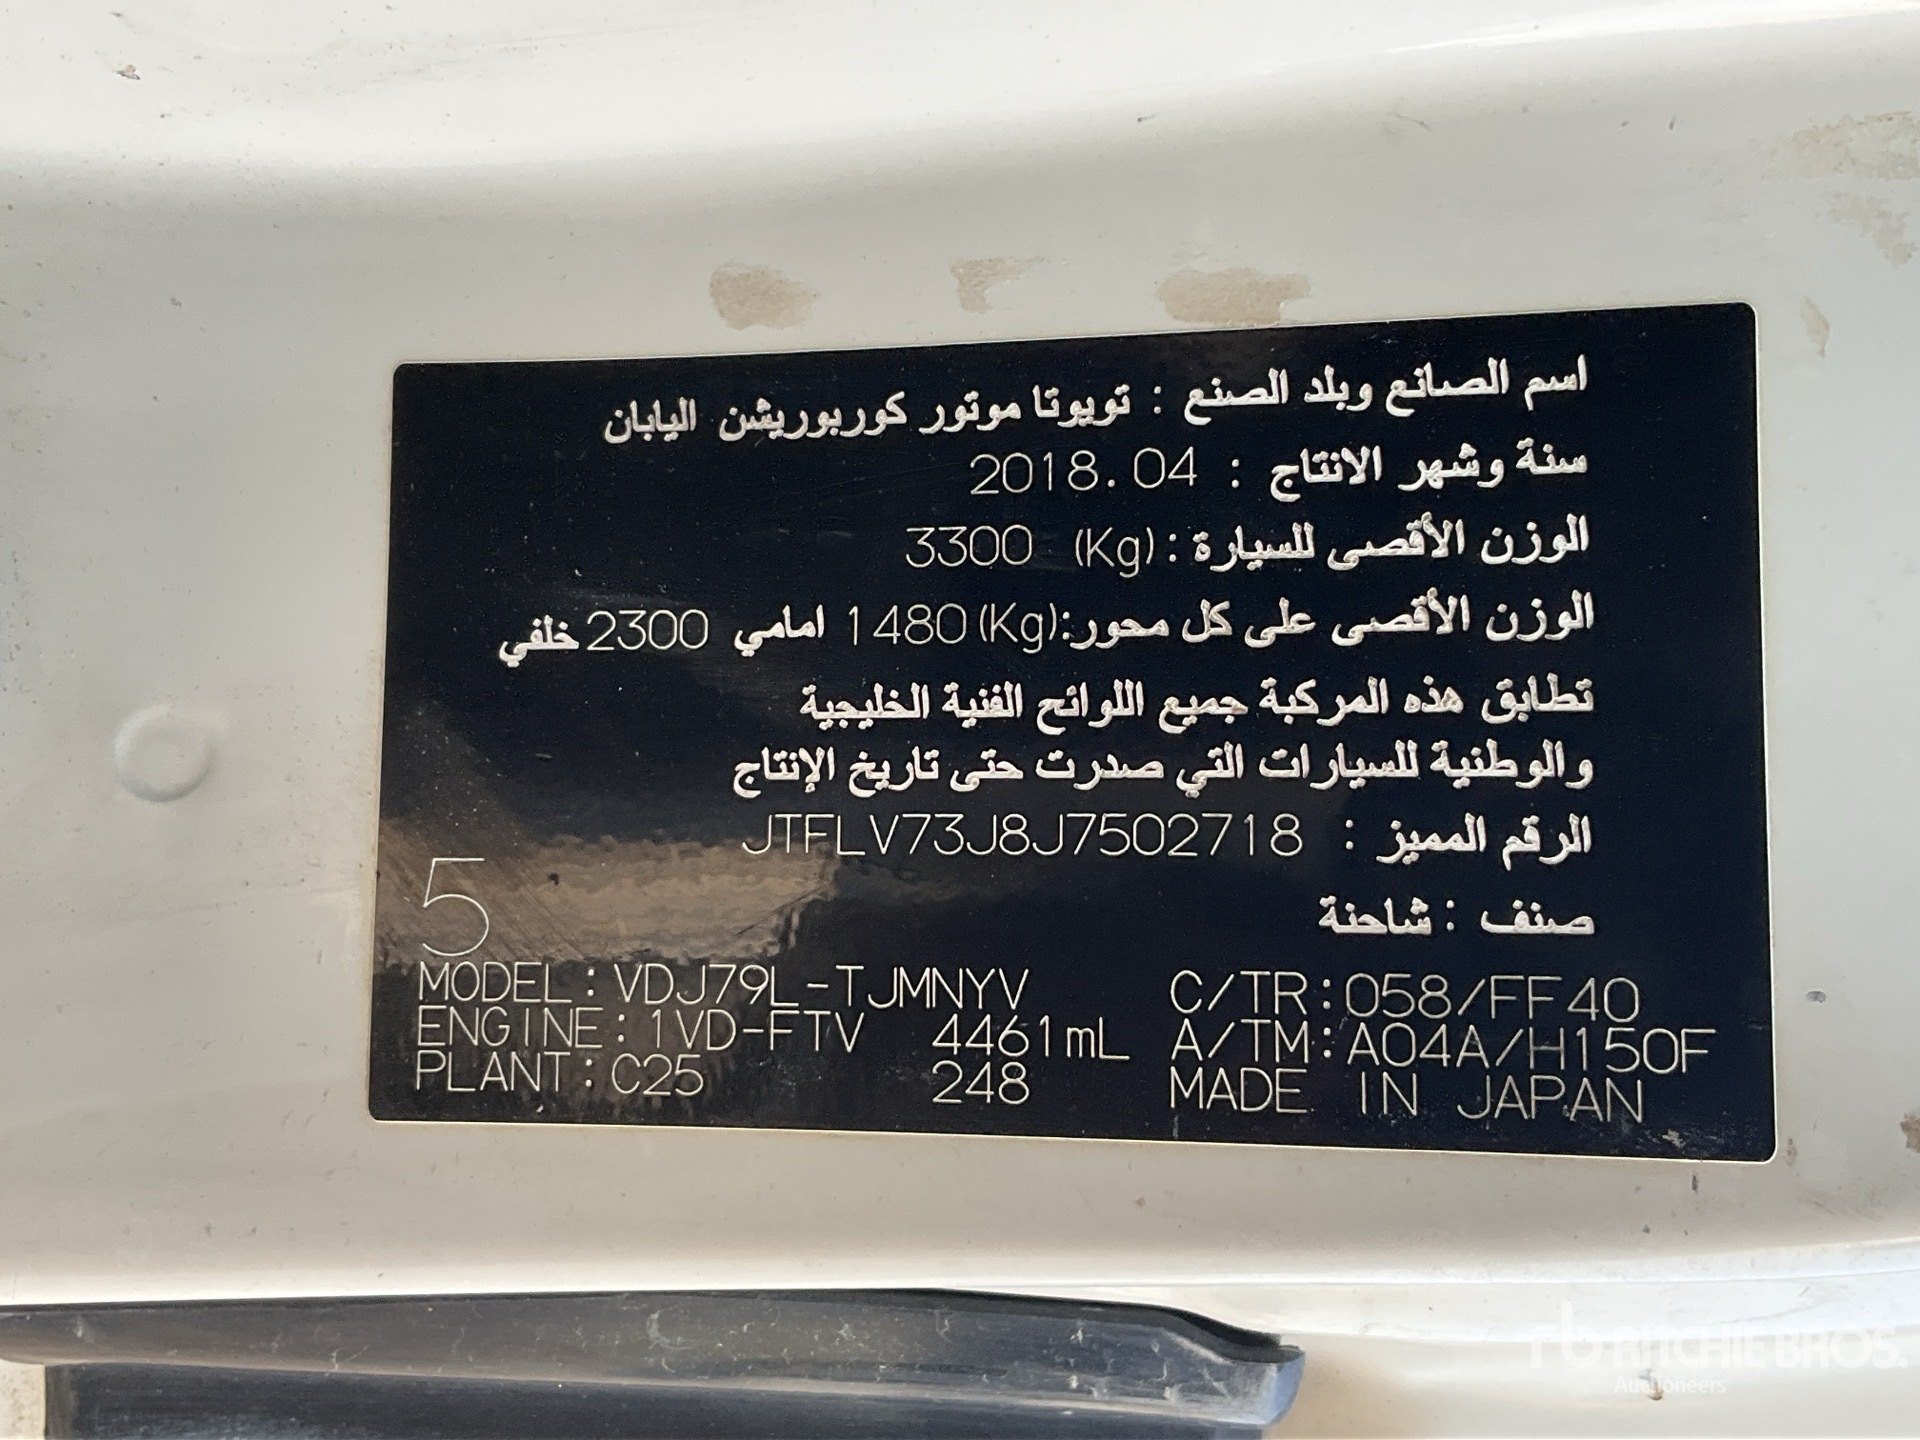 اسم الصانع وبلد الصنع : تويوتا موتور كوربوريشن اليابان
سنة وشهر الانتاج : 2018.04
الوزن الأقصى للسيارة : (Kg) 3300
الوزن الأقصى على كل محور:(Kg) 1480 امامي 2300 خلفي
تطابق هذه المركبة جميع اللوائح الفنية الخليجية
والوطنية للسيارات التي صدرت حتى تاريخ الإنتاج
الرقم المميز : JTFLV73J8J7502718
صنف : شاحنة
5
MODEL:VDJ79L-TJMNYV C/TR:058/FF40
ENGINE:1VD-FTV 4461mL A/TM:A04A/H150F
PLANT:C25 248 MADE IN JAPAN
rb RITCHIE BROS.
Auctioneers